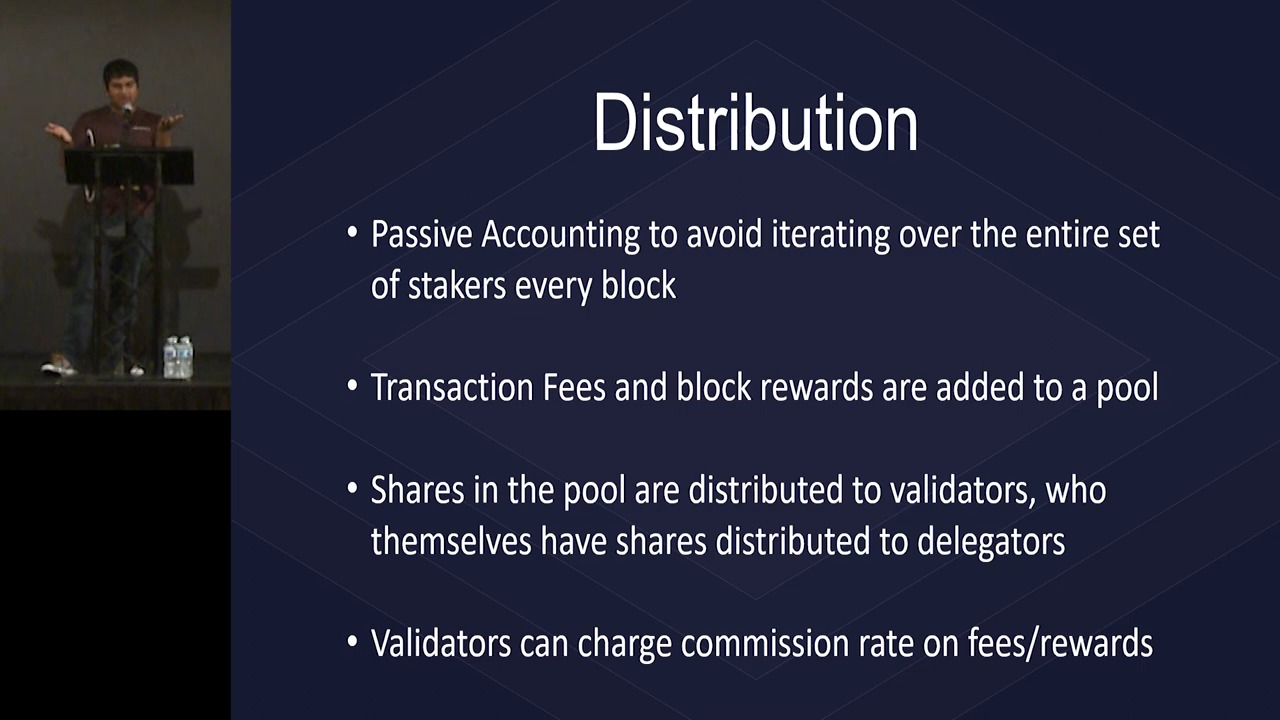 Distribution
• Passive Accounting to avoid iterating over the entire set
of stakers every block
• Transaction Fees and block rewards are added to a pool
• Shares in the pool are distributed to validators, who
themselves have shares distributed to delegators
• Validators can charge commission rate on fees/rewards